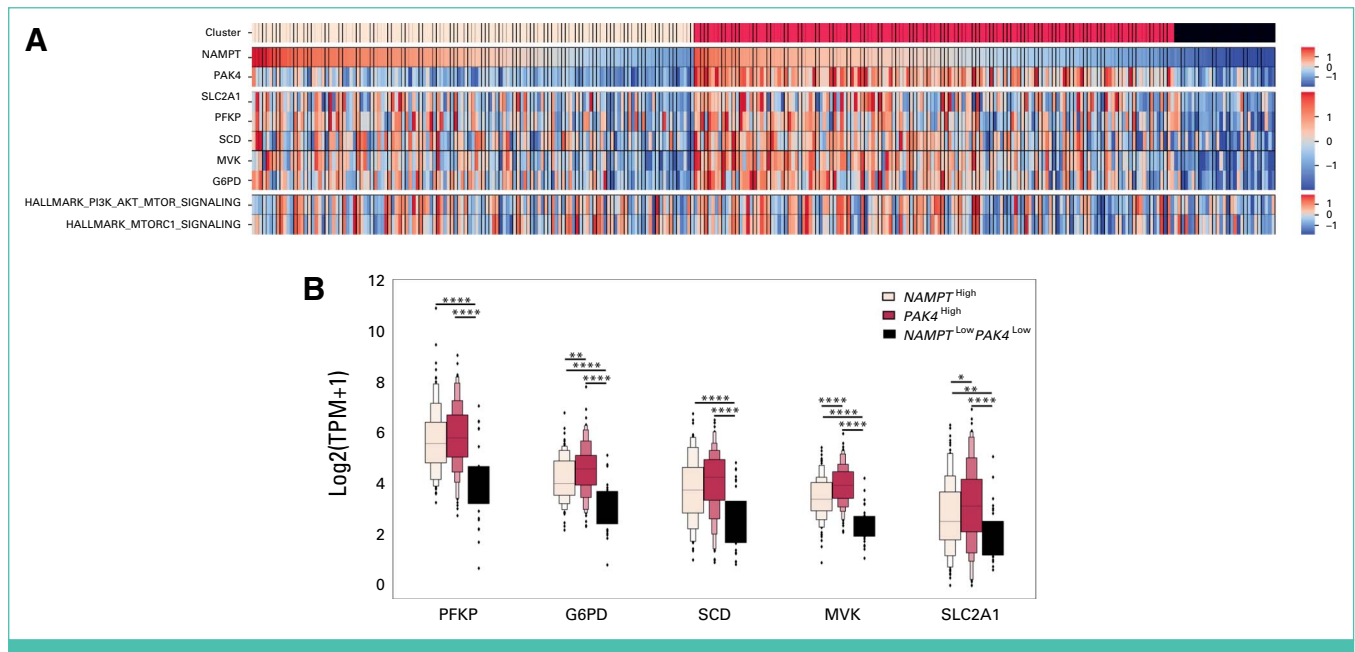 A
Cluster
NAMPT
PAK4
SLC2A1
PFKP
SCD
MVK
G6PD
HALLMARK_PI3K_AKT_MTOR_SIGNALING
HALLMARK_MTORC1_SIGNALING
1
0
−1
1
0
−1
1
0
−1
B
Log2(TPM+1)
12
10
8
6
4
2
0
NAMPT High
PAK4 High
NAMPT Low PAK4 Low
****
****
**
****
****
****
****
****
****
****
*
**
****
PFKP G6PD SCD MVK SLC2A1